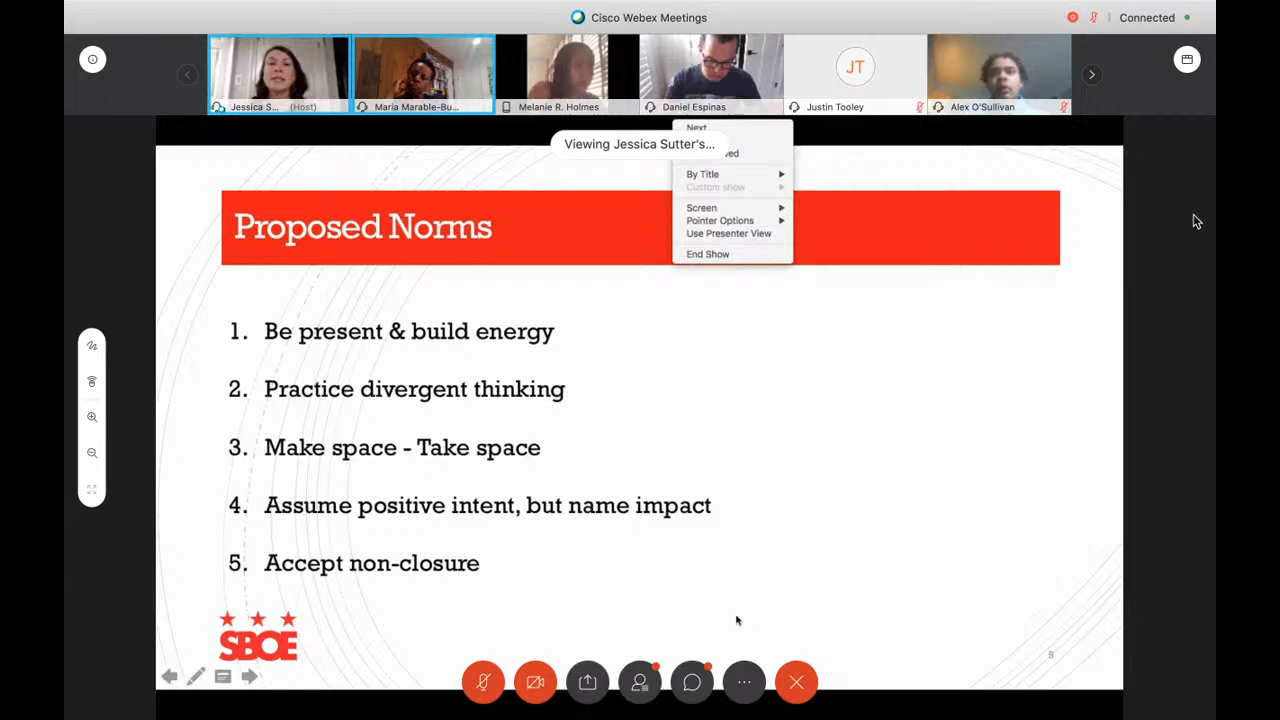 Cisco Webex Meetings
Connected
Jessica S... (Host)
Maria Marable-Bu...
Melanie R. Holmes
Daniel Espinas
JT
Justin Tooley
Alex O'Sullivan
Next
Viewing Jessica Sutter's...
By Title
Custom show
Screen
Pointer Options
Use Presenter View
End Show
Proposed Norms
1. Be present & build energy
2. Practice divergent thinking
3. Make space - Take space
4. Assume positive intent, but name impact
5. Accept non-closure
SBOE
8